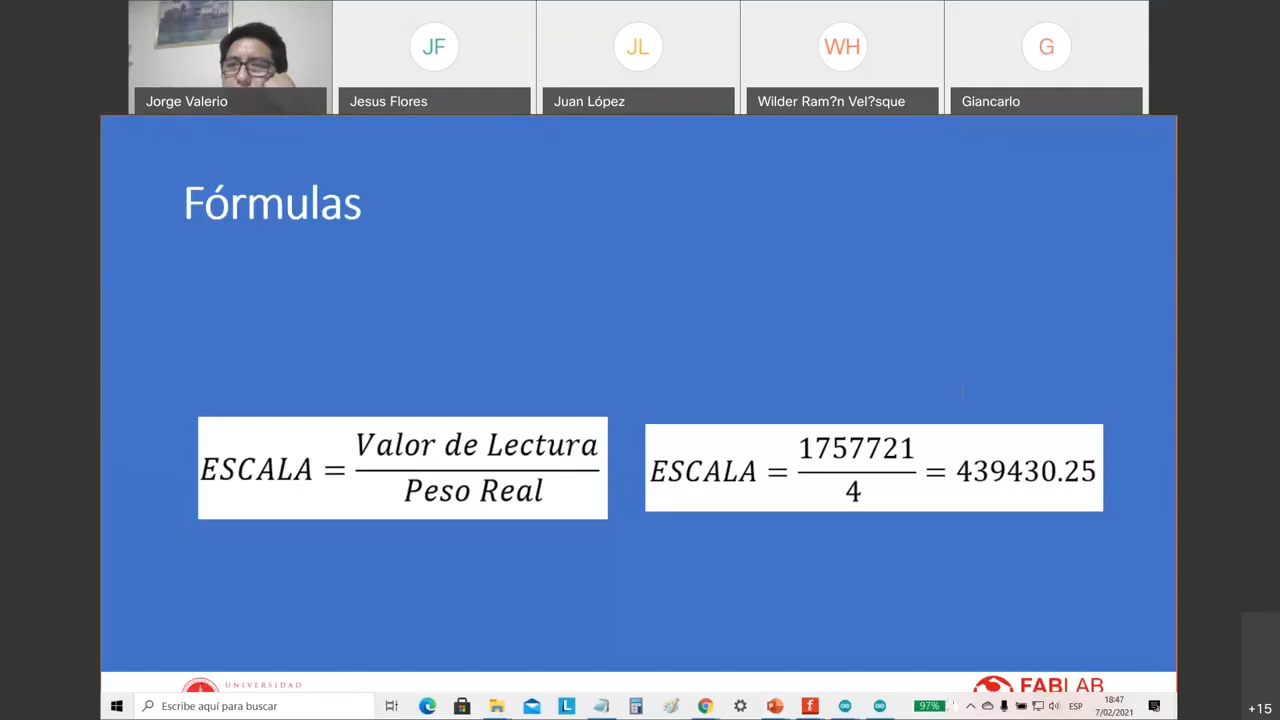 JF
JL
WH
G
Jorge Valerio
Jesus Flores
Juan López
Wilder Ram?n Vel?sque
Giancarlo
Fórmulas
ESCALA = Valor de Lectura / Peso Real
ESCALA = 1757721 / 4 = 439430.25
UNIVERSIDAD
FABLAB
Escribe aquí para buscar
L
f
97%
ESP
18:47
7/02/2021
+15